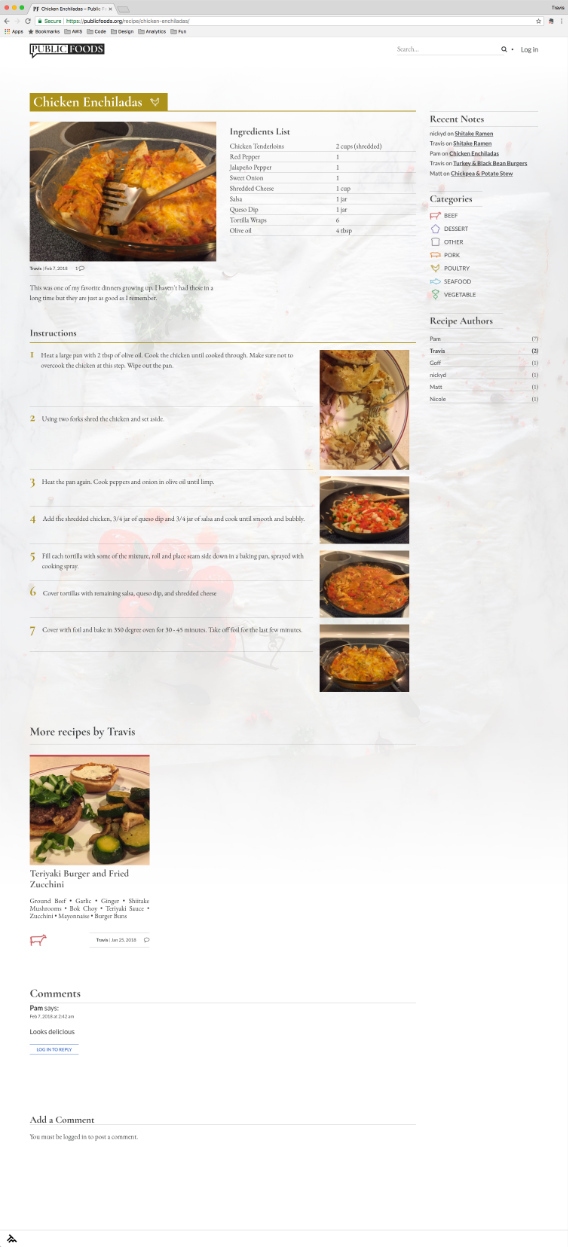 Chicken Enchiladas – Public F
Travis
Secure https://publicfoods.org/recipe/chicken-enchiladas/
Apps Bookmarks AWS Code Design Analytics Fun
PUBLIC FOODS
Search...
Log in
Chicken Enchiladas
Ingredients List
Chicken Tenderloins 2 cups (shredded)
Red Pepper 1
Jalapeño Pepper 1
Sweet Onion 1
Shredded Cheese 1 cup
Salsa 1 jar
Queso Dip 1 jar
Tortilla Wraps 6
Olive oil 4 tbsp
Travis | Feb 7, 2018 · 1
This was one of my favorite dinners growing up. I haven't had these in a
long time but they are just as good as I remember.
Instructions
1 Heat a large pan with 2 tbsp of olive oil. Cook the chicken until cooked through. Make sure not to
overcook the chicken at this step. Wipe out the pan.
2 Using two forks shred the chicken and set aside.
3 Heat the pan again. Cook peppers and onion in olive oil until limp.
4 Add the shredded chicken, 3/4 jar of queso dip and 3/4 jar of salsa and cook until smooth and bubbly.
5 Fill each tortilla with some of the mixture, roll and place seam side down in a baking pan, sprayed with
cooking spray.
6 Cover tortillas with remaining salsa, queso dip, and shredded cheese
7 Cover with foil and bake in 350 degree oven for 30–45 minutes. Take off foil for the last few minutes.
More recipes by Travis
Teriyaki Burger and Fried
Zucchini
Ground Beef • Garlic • Ginger • Shiitake
Mushrooms • Bok Choy • Teriyaki Sauce •
Zucchini • Mayonnaise • Burger Buns
Travis | Jan 25, 2018
Comments
Pam says:
Feb 7, 2018 at 2:42 am
Looks delicious
LOG IN TO REPLY
Add a Comment
You must be logged in to post a comment.
Recent Notes
nickyd on Shitake Ramen
Travis on Shitake Ramen
Pam on Chicken Enchiladas
Travis on Turkey & Black Bean Burgers
Matt on Chickpea & Potato Stew
Categories
BEEF
DESSERT
OTHER
PORK
POULTRY
SEAFOOD
VEGETABLE
Recipe Authors
Pam (7)
Travis (2)
Geff (1)
nickyd (1)
Matt (1)
Nicole (1)